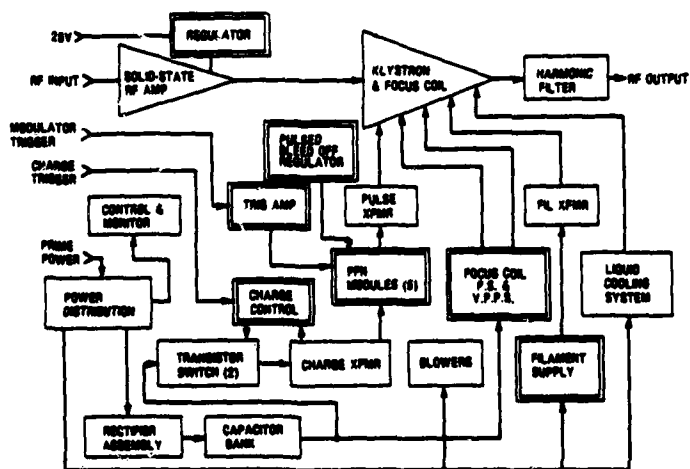 28V
REGULATOR
RF INPUT
SOLID-STATE
RF AMP
KLYSTRON
& FOCUS COIL
HARMONIC
FILTER
RF OUTPUT
MODULATOR
TRIGGER
PULSED
BLEED OFF
REGULATOR
CHARGE
TRIGGER
TRIG AMP
PULSE
XFMR
FIL XFMR
CONTROL &
MONITOR
PRIME
POWER
POWER
DISTRIBUTION
CHARGE
CONTROL
PFN
MODULES (5)
FOCUS COIL
P.S. &
V.P.P.S.
LIQUID
COOLING
SYSTEM
TRANSISTOR
SWITCH (2)
CHARGE XFMR
BLOWERS
FILAMENT
SUPPLY
RECTIFIER
ASSEMBLY
CAPACITOR
BANK